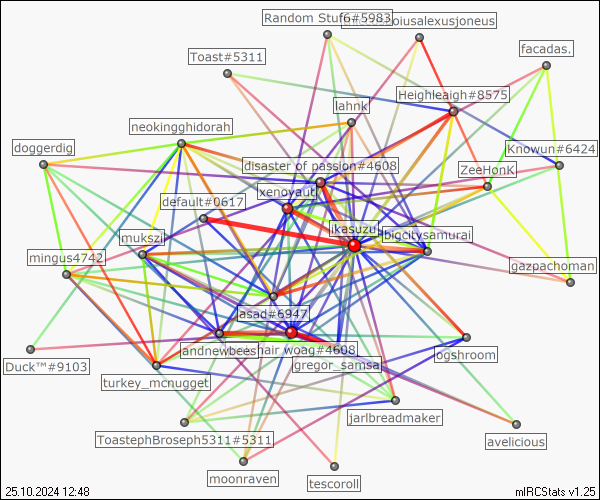 Random Stuf6#5983
Toast#5311
facadas.
Heighleaigh#8575
lahnk
neokingghidorah
doggerdig
Knowun#6424
disaster of passion#4608
ZeeHonK
xenoyaut
default#0617
ikasuzu
bigcitysamurai
mukszi
mingus4742
gazpachoman
asad#6947
andnewbees
hair woag#4608
ogshroom
gregor_samsa
Duck™#9103
turkey_mcnugget
jarlbreadmaker
ToastephBroseph5311#5311
avelicious
moonraven
tescoroll
25.10.2024 12:48
mIRCStats v1.25